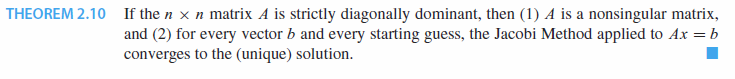 THEOREM 2.10 If the n × n matrix A is strictly diagonally dominant, then (1) A is a nonsingular matrix,
and (2) for every vector b and every starting guess, the Jacobi Method applied to Ax = b
converges to the (unique) solution.